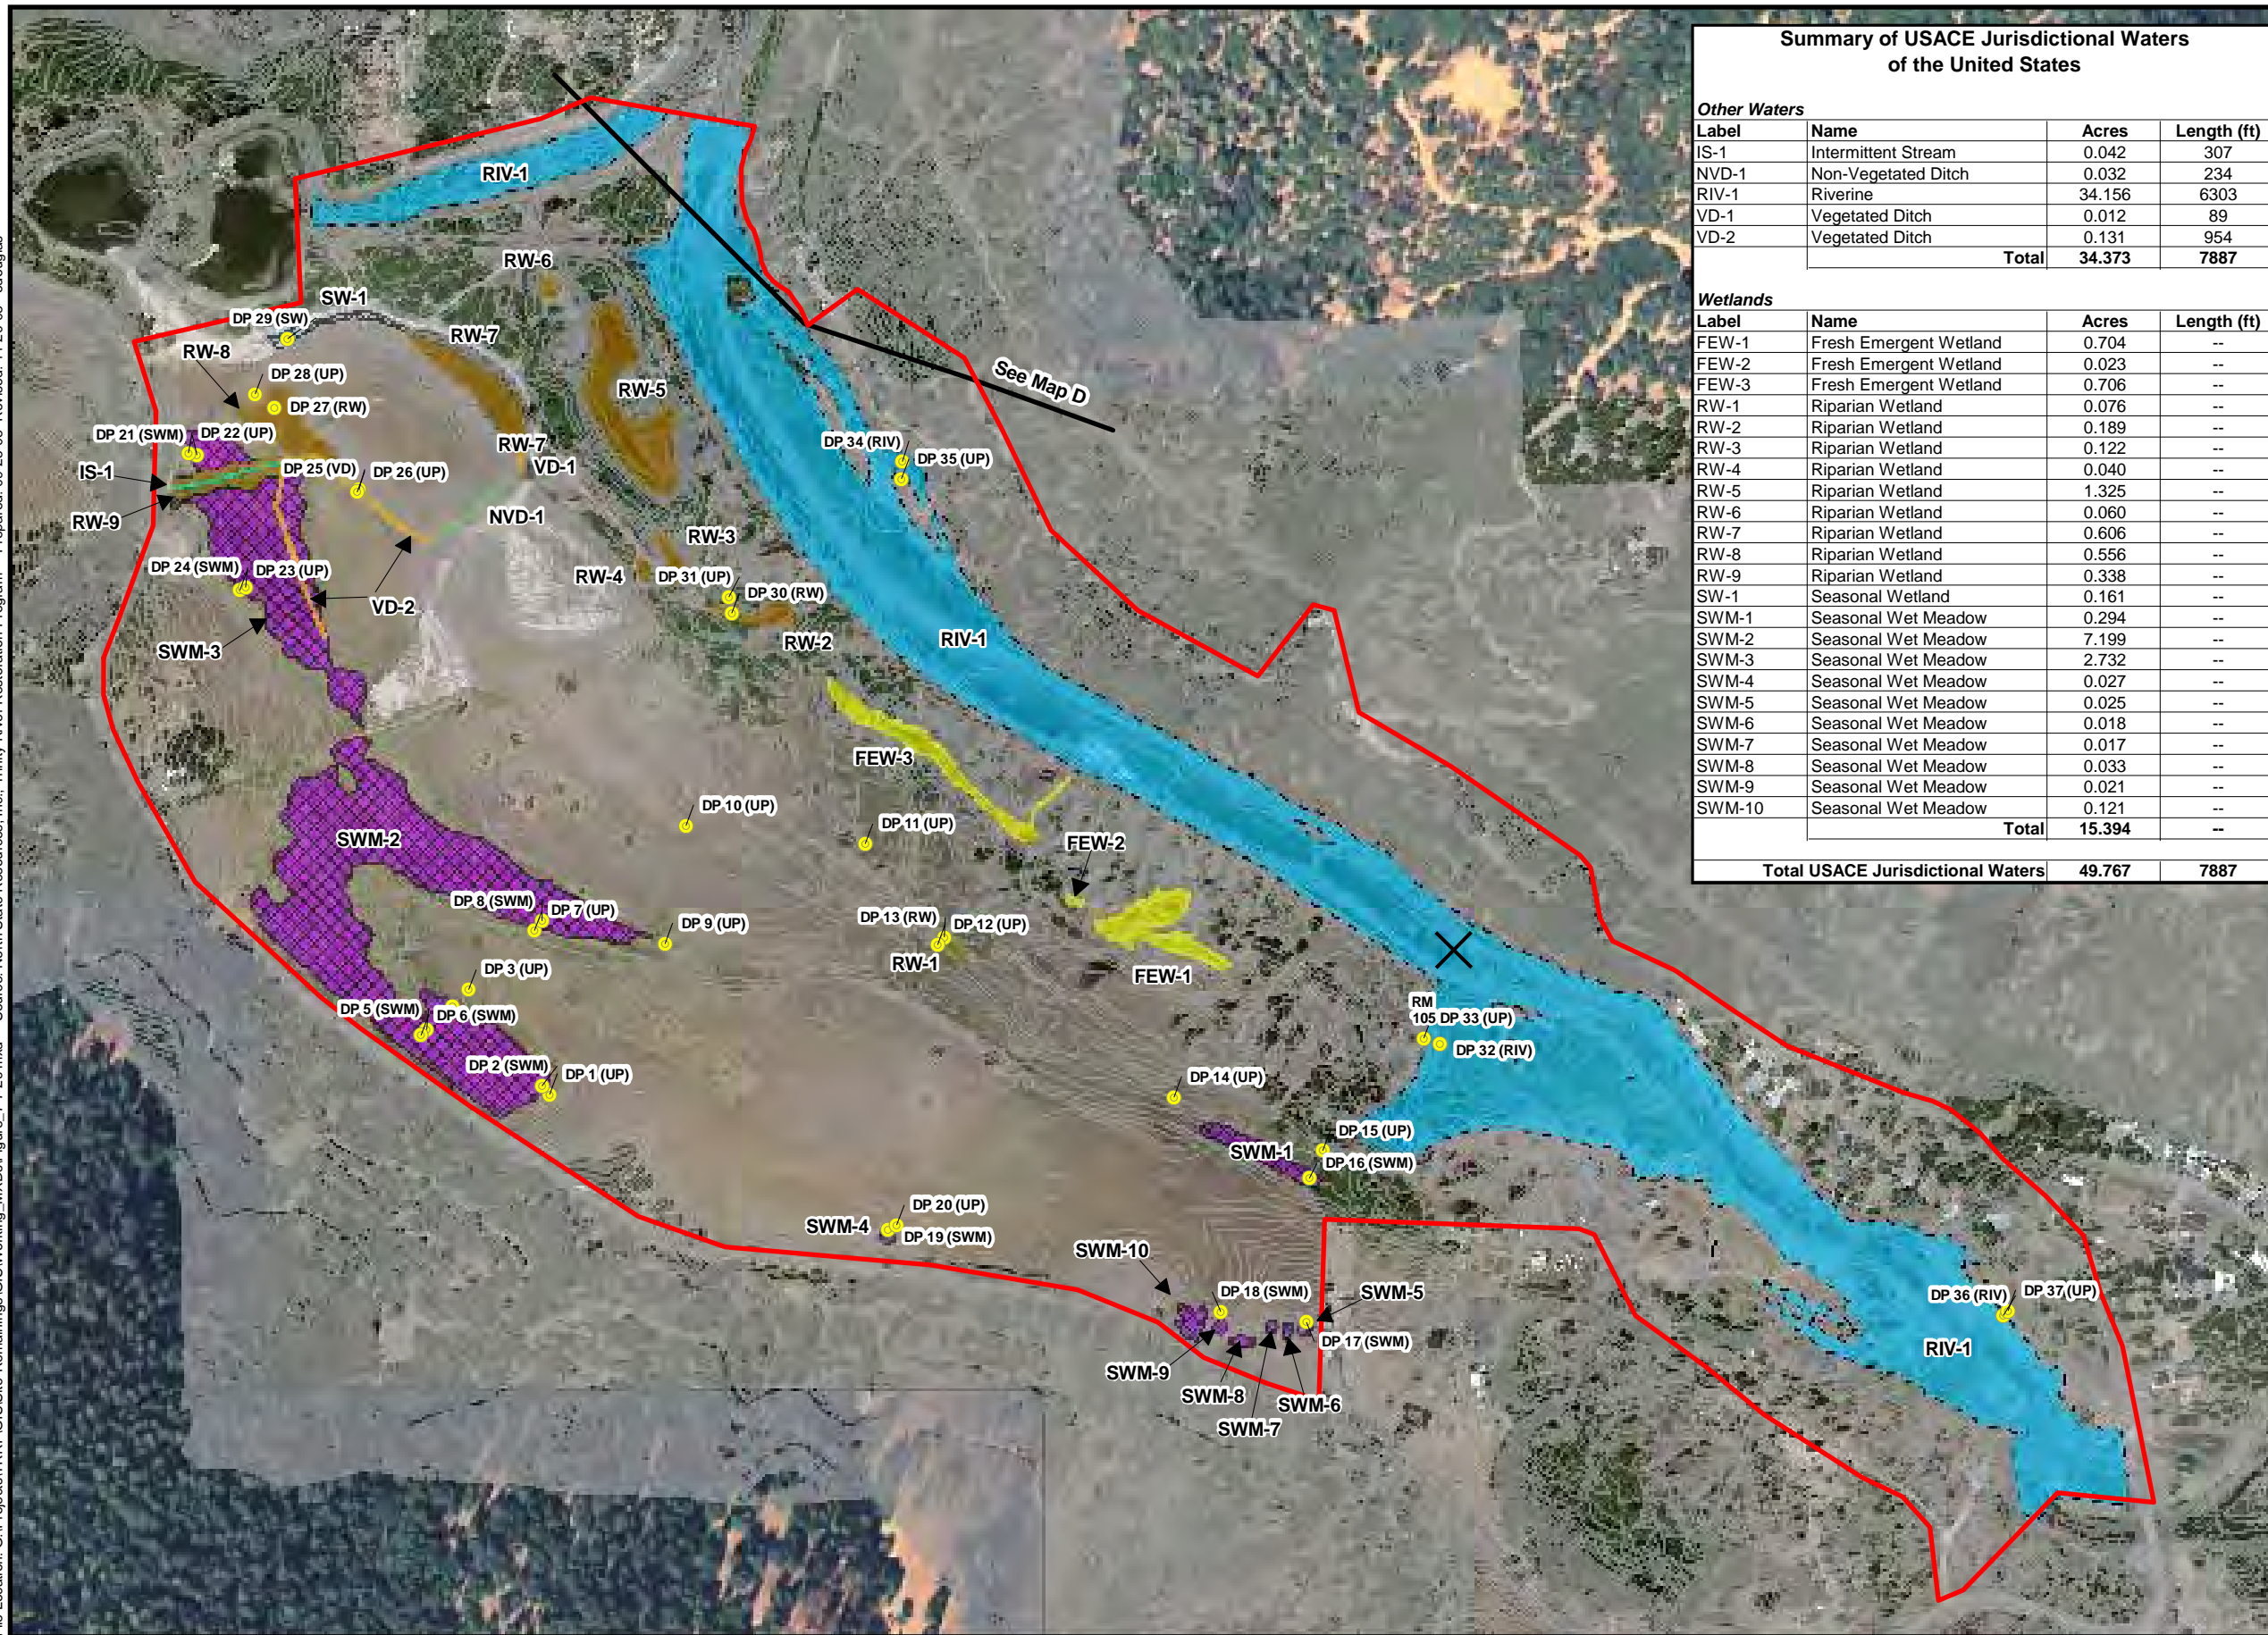 Summary of USACE Jurisdictional Waters
of the United States
Other Waters
Label Name Acres Length (ft)
IS-1 Intermittent Stream 0.042 307
NVD-1 Non-Vegetated Ditch 0.032 234
RIV-1 Riverine 34.156 6303
VD-1 Vegetated Ditch 0.012 89
VD-2 Vegetated Ditch 0.131 954
Total 34.373 7887
Wetlands
Label Name Acres Length (ft)
FEW-1 Fresh Emergent Wetland 0.704 --
FEW-2 Fresh Emergent Wetland 0.023 --
FEW-3 Fresh Emergent Wetland 0.706 --
RW-1 Riparian Wetland 0.076 --
RW-2 Riparian Wetland 0.189 --
RW-3 Riparian Wetland 0.122 --
RW-4 Riparian Wetland 0.040 --
RW-5 Riparian Wetland 1.325 --
RW-6 Riparian Wetland 0.060 --
RW-7 Riparian Wetland 0.606 --
RW-8 Riparian Wetland 0.556 --
RW-9 Riparian Wetland 0.338 --
SW-1 Seasonal Wetland 0.161 --
SWM-1 Seasonal Wet Meadow 0.294 --
SWM-2 Seasonal Wet Meadow 7.199 --
SWM-3 Seasonal Wet Meadow 2.732 --
SWM-4 Seasonal Wet Meadow 0.027 --
SWM-5 Seasonal Wet Meadow 0.025 --
SWM-6 Seasonal Wet Meadow 0.018 --
SWM-7 Seasonal Wet Meadow 0.017 --
SWM-8 Seasonal Wet Meadow 0.033 --
SWM-9 Seasonal Wet Meadow 0.021 --
SWM-10 Seasonal Wet Meadow 0.121 --
Total 15.394 --
Total USACE Jurisdictional Waters 49.767 7887
RIV-1
RW-6
SW-1
DP 29 (SW)
RW-7
RW-8
DP 28 (UP)
See Map D
RW-5
DP 27 (RW)
DP 21 (SWM)
DP 22 (UP)
RW-7
DP 34 (RIV)
DP 35 (UP)
IS-1
DP 25 (VD)
DP 26 (UP)
VD-1
RW-9
NVD-1
RW-3
DP 24 (SWM)
DP 23 (UP)
RW-4
DP 31 (UP)
DP 30 (RW)
VD-2
RIV-1
RW-2
SWM-3
FEW-3
DP 10 (UP)
DP 11 (UP)
SWM-2
FEW-2
DP 8 (SWM)
DP 7 (UP)
DP 9 (UP)
DP 13 (RW)
DP 12 (UP)
RW-1
FEW-1
DP 3 (UP)
DP 5 (SWM)
DP 6 (SWM)
RM
105
DP 33 (UP)
DP 32 (RIV)
DP 2 (SWM)
DP 1 (UP)
DP 14 (UP)
DP 15 (UP)
SWM-1
DP 16 (SWM)
DP 20 (UP)
SWM-4
DP 19 (SWM)
SWM-10
DP 18 (SWM)
SWM-5
DP 36 (RIV)
DP 37 (UP)
DP 17 (SWM)
RIV-1
SWM-9
SWM-8
SWM-6
SWM-7